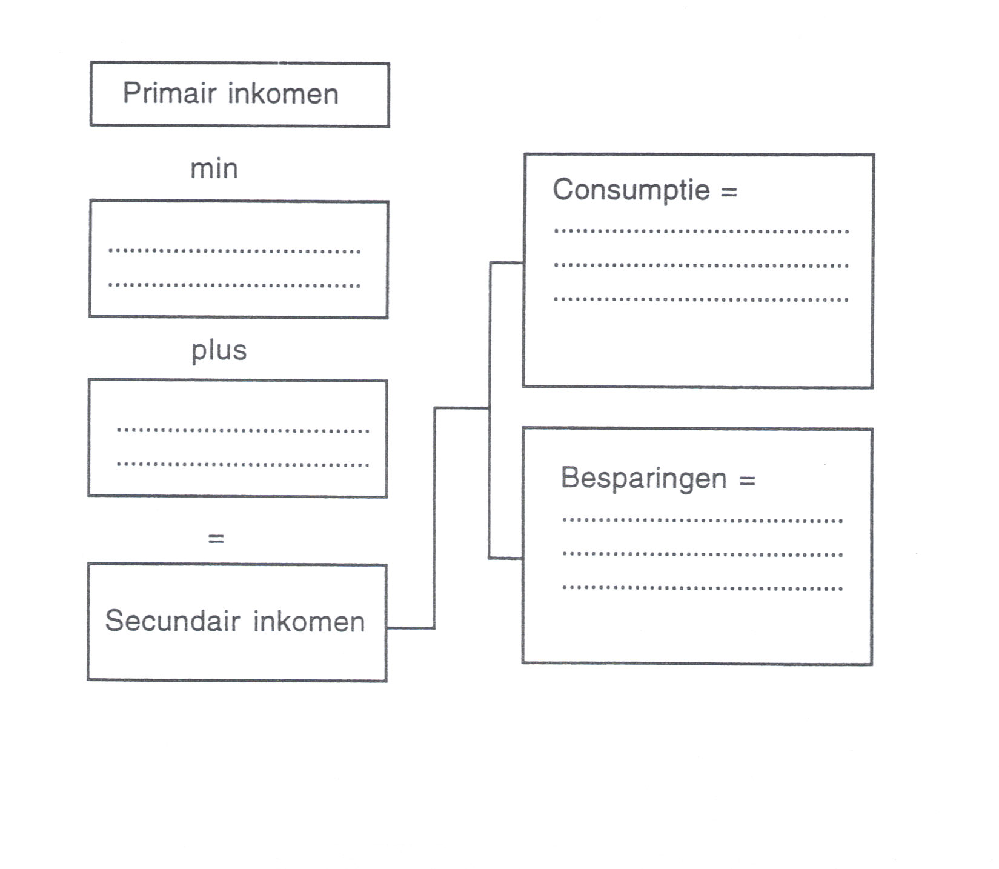 Primair inkomen
min
....................................
....................................
plus
....................................
....................................
=
Secundair inkomen
Consumptie =
..........................................
..........................................
..........................................
Besparingen =
........................................
........................................
........................................